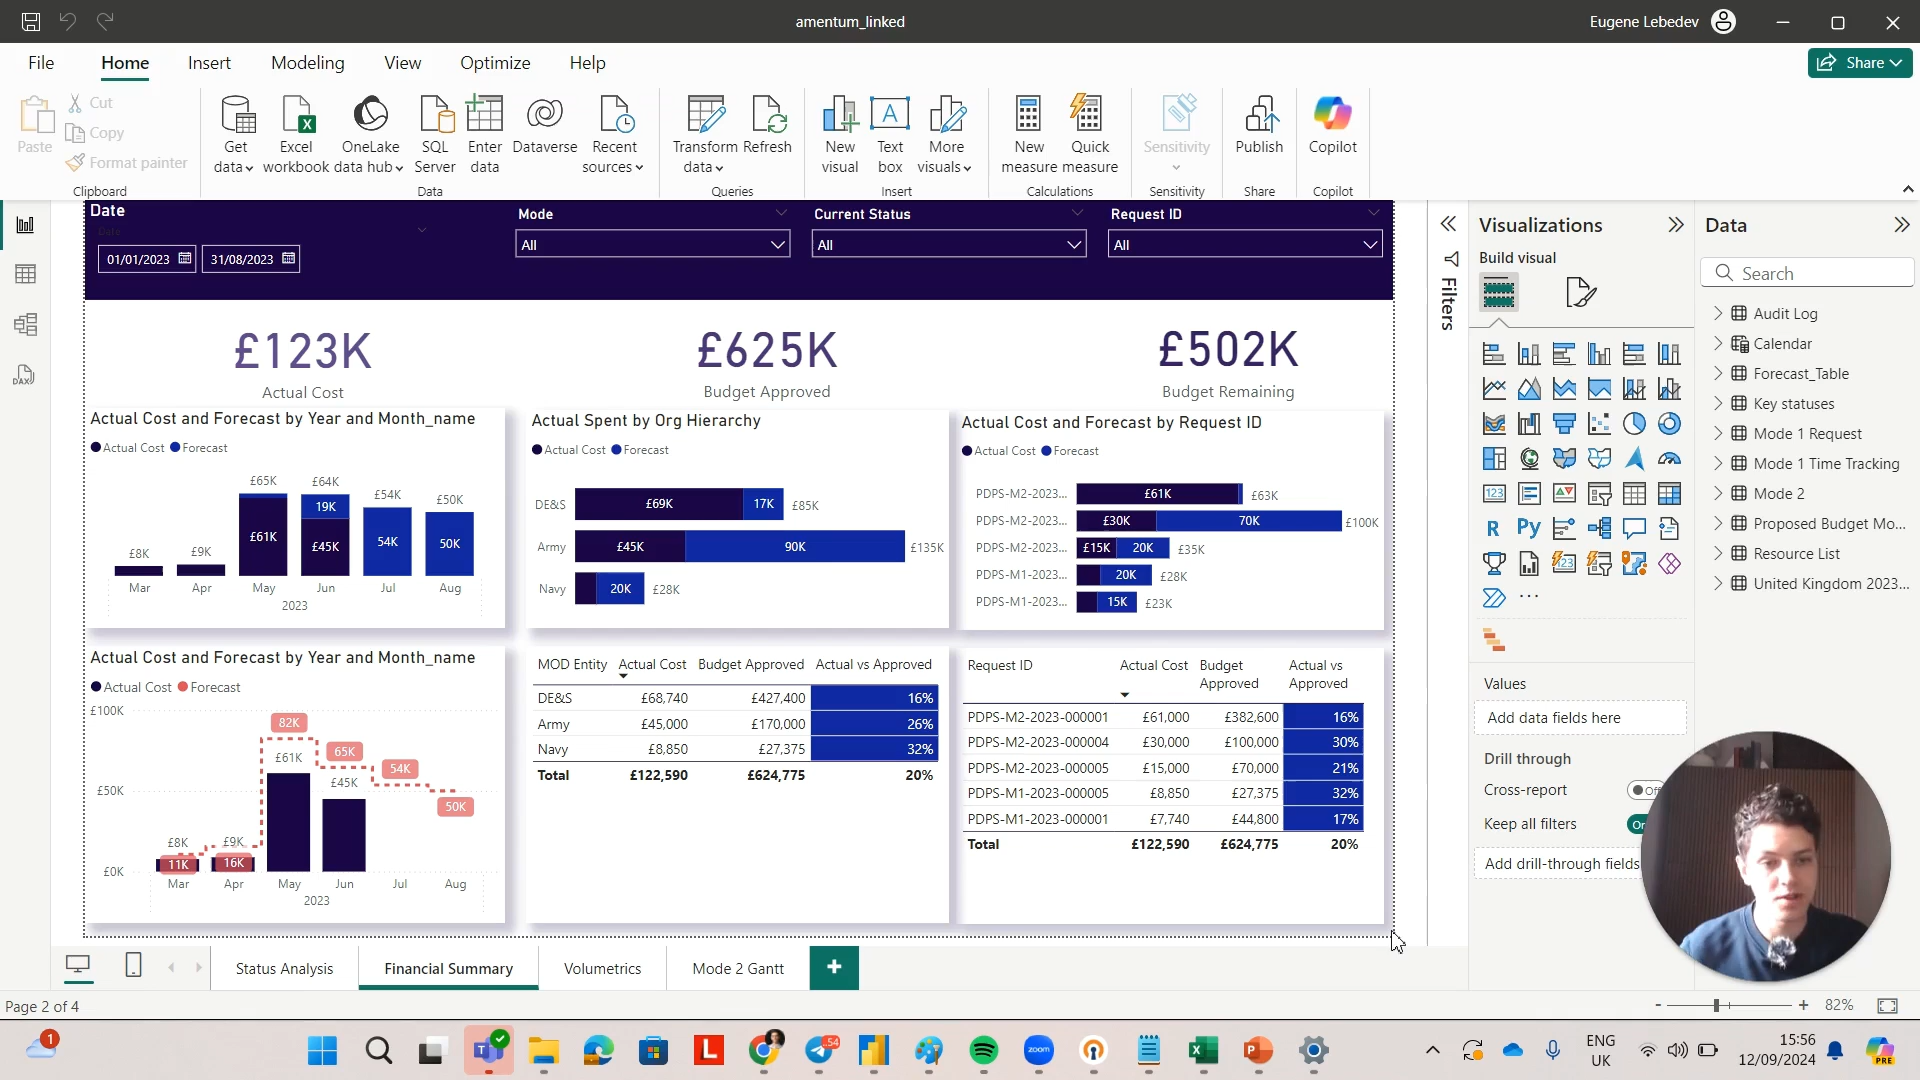 amentum_linked
Eugene Lebedev
File Home Insert Modeling View Optimize Help
Share
Paste
Cut
Copy
Format painter
Clipboard
Get data
Excel workbook
OneLake data hub
SQL Server
Enter data
Dataverse
Recent sources
Data
Transform data
Refresh
Queries
New visual
Text box
More visuals
Insert
New measure
Quick measure
Calculations
Sensitivity
Sensitivity
Publish
Share
Copilot
Copilot
Date
Date
01/01/2023 31/08/2023
Mode
All
Current Status
All
Request ID
All
£123K
Actual Cost
£625K
Budget Approved
£502K
Budget Remaining
Actual Cost and Forecast by Year and Month_name
Actual Cost Forecast
£8K £9K £65K £64K £54K £50K
£61K 19K £45K 54K 50K
Mar Apr May Jun Jul Aug
2023
Actual Spent by Org Hierarchy
Actual Cost Forecast
DE&S £69K 17K £85K
Army £45K 90K £135K
Navy 20K £28K
Actual Cost and Forecast by Request ID
Actual Cost Forecast
PDPS-M2-2023... £61K £63K
PDPS-M2-2023... £30K 70K £100K
PDPS-M2-2023... £15K 20K £35K
PDPS-M1-2023... 20K £28K
PDPS-M1-2023... 15K £23K
Actual Cost and Forecast by Year and Month_name
Actual Cost Forecast
£100K
£50K
£0K
82K
65K
54K
50K
£61K
£45K
£8K £9K
11K 16K
Mar Apr May Jun Jul Aug
2023
MOD Entity Actual Cost Budget Approved Actual vs Approved
DE&S £68,740 £427,400 16%
Army £45,000 £170,000 26%
Navy £8,850 £27,375 32%
Total £122,590 £624,775 20%
Request ID Actual Cost Budget Approved Actual vs Approved
PDPS-M2-2023-000001 £61,000 £382,600 16%
PDPS-M2-2023-000004 £30,000 £100,000 30%
PDPS-M2-2023-000005 £15,000 £70,000 21%
PDPS-M1-2023-000005 £8,850 £27,375 32%
PDPS-M1-2023-000001 £7,740 £44,800 17%
Total £122,590 £624,775 20%
Filters
Visualizations
Build visual
123
R Py
123
...
Values
Add data fields here
Drill through
Cross-report Off
Keep all filters On
Add drill-through fields
Data
Search
Audit Log
Calendar
Forecast_Table
Key statuses
Mode 1 Request
Mode 1 Time Tracking
Mode 2
Proposed Budget Mo...
Resource List
United Kingdom 2023...
DAX
Status Analysis Financial Summary Volumetrics Mode 2 Gantt +
Page 2 of 4
- + 82%
1
T
L
54
zoom
X
P
ENG
UK
15:56
12/09/2024
PRE